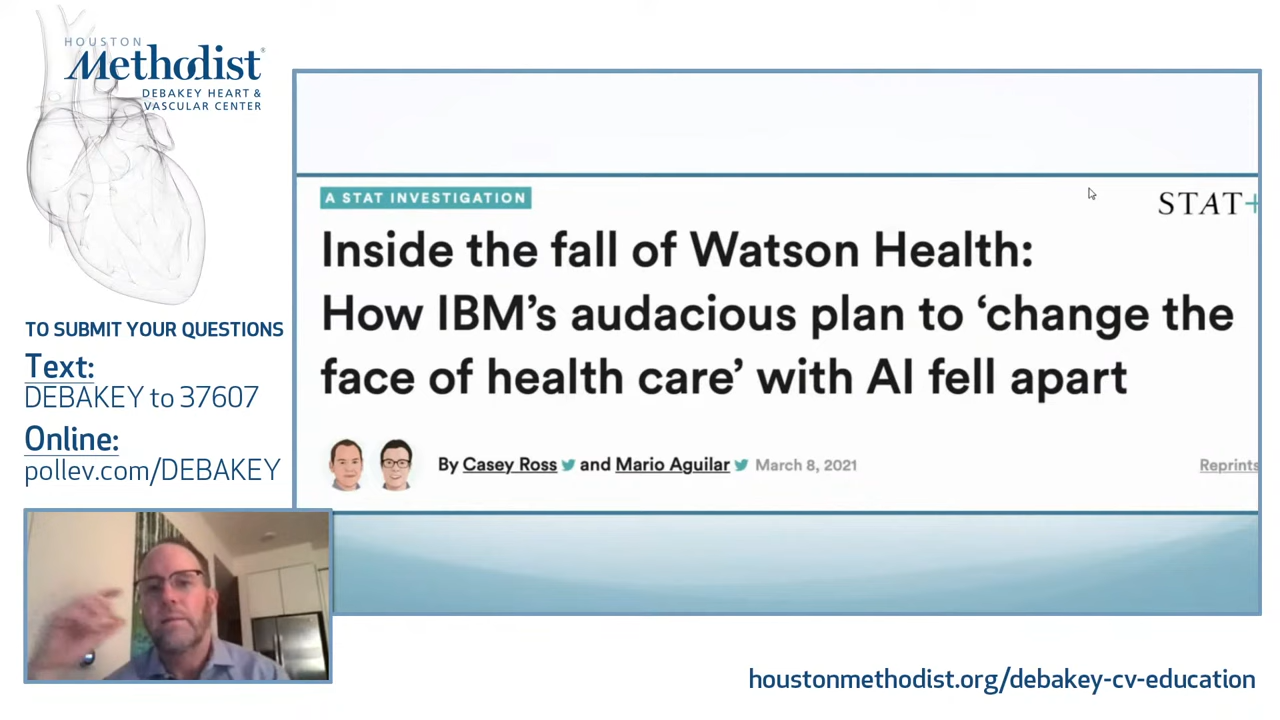 HOUSTON
Methodist®
DEBAKEY HEART &
VASCULAR CENTER
TO SUBMIT YOUR QUESTIONS
Text:
DEBAKEY to 37607
Online:
pollev.com/DEBAKEY
A STAT INVESTIGATION
STAT+
Inside the fall of Watson Health:
How IBM’s audacious plan to ‘change the
face of health care’ with AI fell apart
By Casey Ross and Mario Aguilar March 8, 2021
Reprints
houstonmethodist.org/debakey-cv-education